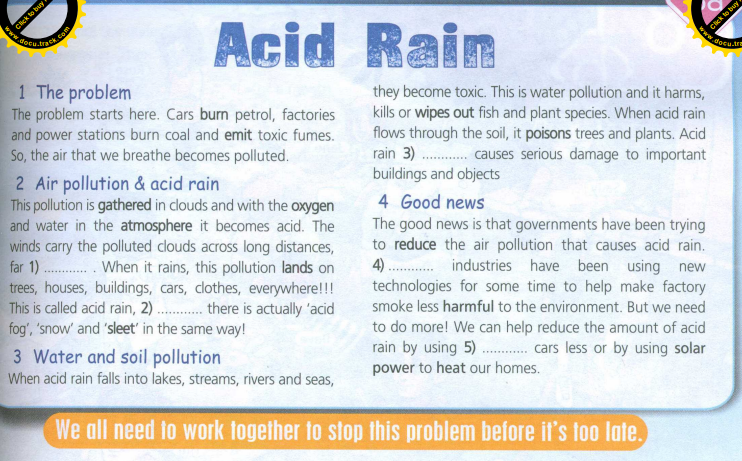 Click to buy
www.docu.track.com
Acid Rain
1 The problem
The problem starts here. Cars burn petrol, factories
and power stations burn coal and emit toxic fumes.
So, the air that we breathe becomes polluted.
2 Air pollution & acid rain
This pollution is gathered in clouds and with the oxygen
and water in the atmosphere it becomes acid. The
winds carry the polluted clouds across long distances,
far 1) ............ . When it rains, this pollution lands on
trees, houses, buildings, cars, clothes, everywhere!!!
This is called acid rain, 2) ............ there is actually 'acid
fog', 'snow' and 'sleet' in the same way!
3 Water and soil pollution
When acid rain falls into lakes, streams, rivers and seas,
they become toxic. This is water pollution and it harms,
kills or wipes out fish and plant species. When acid rain
flows through the soil, it poisons trees and plants. Acid
rain 3) ............ causes serious damage to important
buildings and objects
4 Good news
The good news is that governments have been trying
to reduce the air pollution that causes acid rain.
4) ............ industries have been using new
technologies for some time to help make factory
smoke less harmful to the environment. But we need
to do more! We can help reduce the amount of acid
rain by using 5) ............ cars less or by using solar
power to heat our homes.
We all need to work together to stop this problem before it's too late.
Click to buy